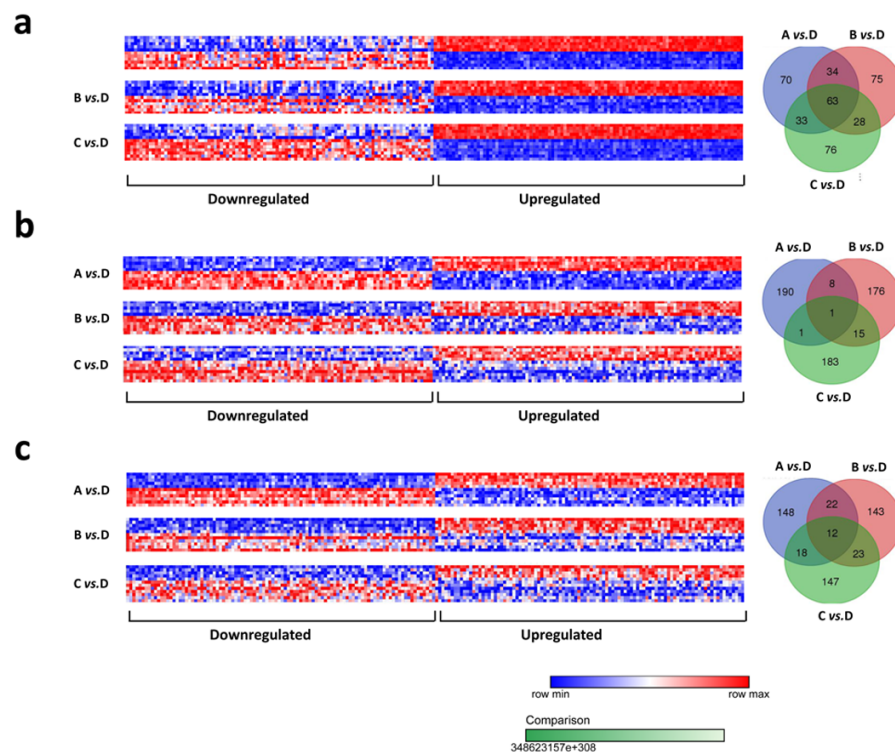 a
A vs.D B vs.D
70 34 75
63
33 28
76
C vs.D
B vs.D
C vs.D
Downregulated Upregulated
b
A vs.D B vs.D
190 8 176
1
1 15
183
C vs.D
A vs.D
B vs.D
C vs.D
Downregulated Upregulated
c
A vs.D B vs.D
148 22 143
12
18 23
147
C vs.D
A vs.D
B vs.D
C vs.D
Downregulated Upregulated
row min row max
Comparison
348623157e+308